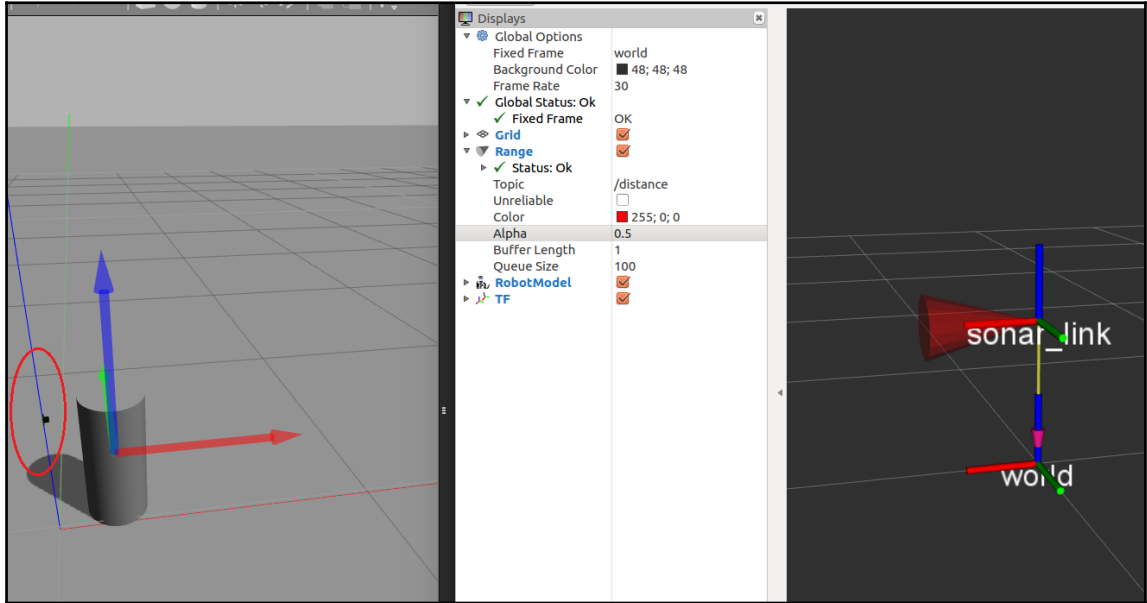 Displays
Global Options
Fixed Frame world
Background Color 48; 48; 48
Frame Rate 30
Global Status: Ok
Fixed Frame OK
Grid
Range
Status: Ok
Topic /distance
Unreliable
Color 255; 0; 0
Alpha 0.5
Buffer Length 1
Queue Size 100
RobotModel
TF
sonar_link
world